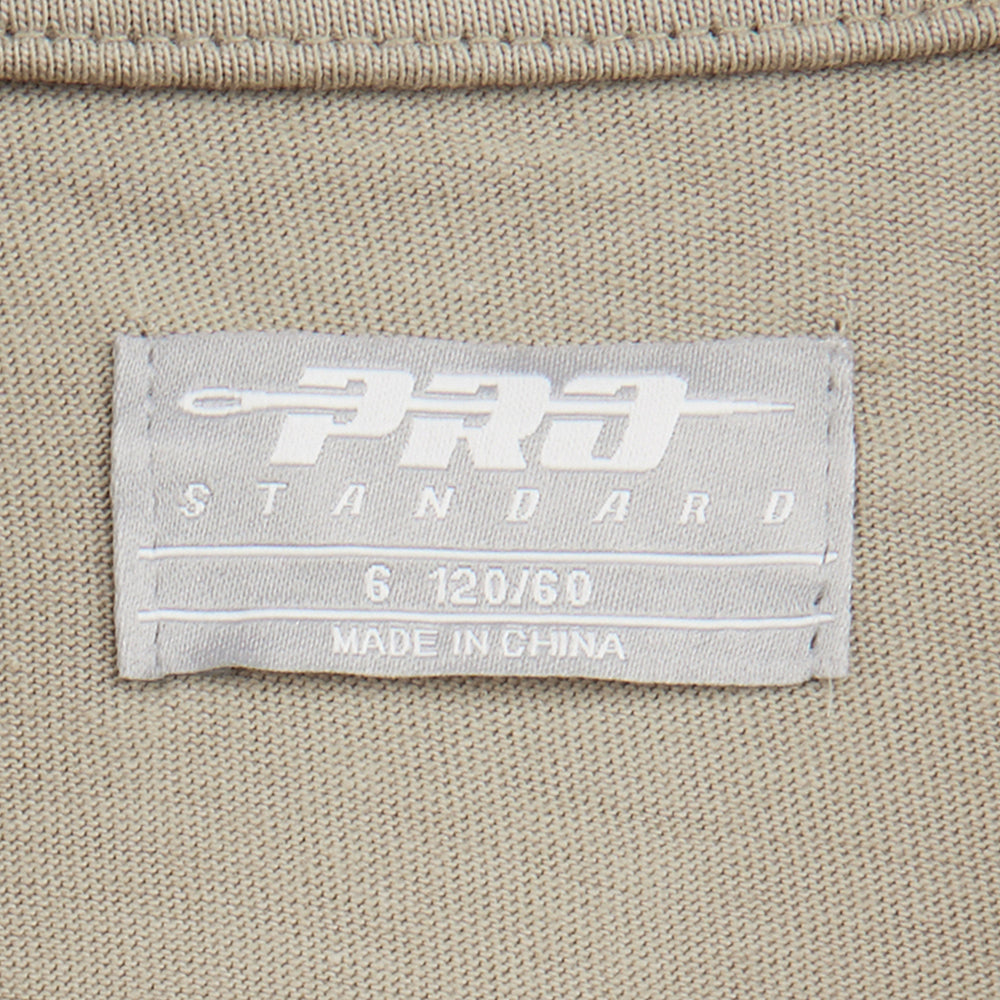 PRO
STANDARD
6 120/60
MADE IN CHINA